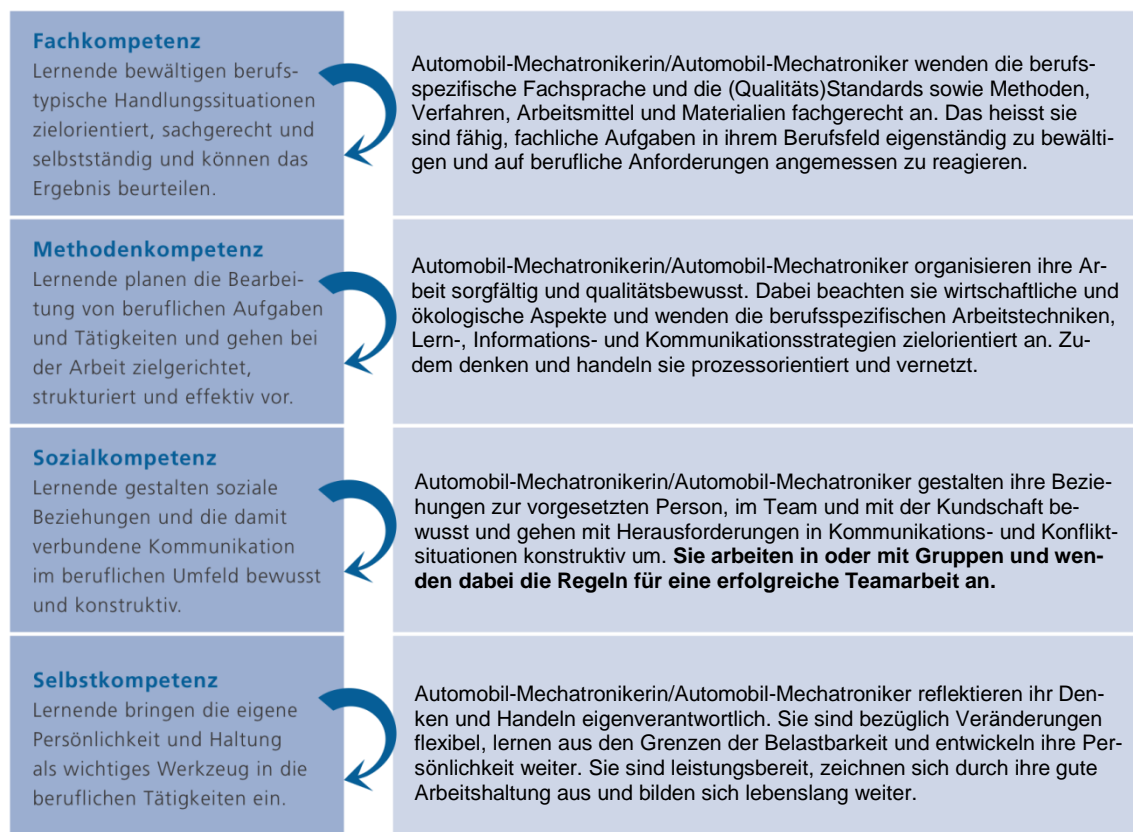 Fachkompetenz
Lernende bewältigen berufs-
typische Handlungssituationen
zielorientiert, sachgerecht und
selbstständig und können das
Ergebnis beurteilen.
Automobil-Mechatronikerin/Automobil-Mechatroniker wenden die berufs-
spezifische Fachsprache und die (Qualitäts)Standards sowie Methoden,
Verfahren, Arbeitsmittel und Materialien fachgerecht an. Das heisst sie
sind fähig, fachliche Aufgaben in ihrem Berufsfeld eigenständig zu bewälti-
gen und auf berufliche Anforderungen angemessen zu reagieren.
Methodenkompetenz
Lernende planen die Bearbei-
tung von beruflichen Aufgaben
und Tätigkeiten und gehen bei
der Arbeit zielgerichtet,
strukturiert und effektiv vor.
Automobil-Mechatronikerin/Automobil-Mechatroniker organisieren ihre Ar-
beit sorgfältig und qualitätsbewusst. Dabei beachten sie wirtschaftliche und
ökologische Aspekte und wenden die berufsspezifischen Arbeitstechniken,
Lern-, Informations- und Kommunikationsstrategien zielorientiert an. Zu-
dem denken und handeln sie prozessorientiert und vernetzt.
Sozialkompetenz
Lernende gestalten soziale
Beziehungen und die damit
verbundene Kommunikation
im beruflichen Umfeld bewusst
und konstruktiv.
Automobil-Mechatronikerin/Automobil-Mechatroniker gestalten ihre Bezie-
hungen zur vorgesetzten Person, im Team und mit der Kundschaft be-
wusst und gehen mit Herausforderungen in Kommunikations- und Konflikt-
situationen konstruktiv um. Sie arbeiten in oder mit Gruppen und wen-
den dabei die Regeln für eine erfolgreiche Teamarbeit an.
Selbstkompetenz
Lernende bringen die eigene
Persönlichkeit und Haltung
als wichtiges Werkzeug in die
beruflichen Tätigkeiten ein.
Automobil-Mechatronikerin/Automobil-Mechatroniker reflektieren ihr Den-
ken und Handeln eigenverantwortlich. Sie sind bezüglich Veränderungen
flexibel, lernen aus den Grenzen der Belastbarkeit und entwickeln ihre Per-
sönlichkeit weiter. Sie sind leistungsbereit, zeichnen sich durch ihre gute
Arbeitshaltung aus und bilden sich lebenslang weiter.